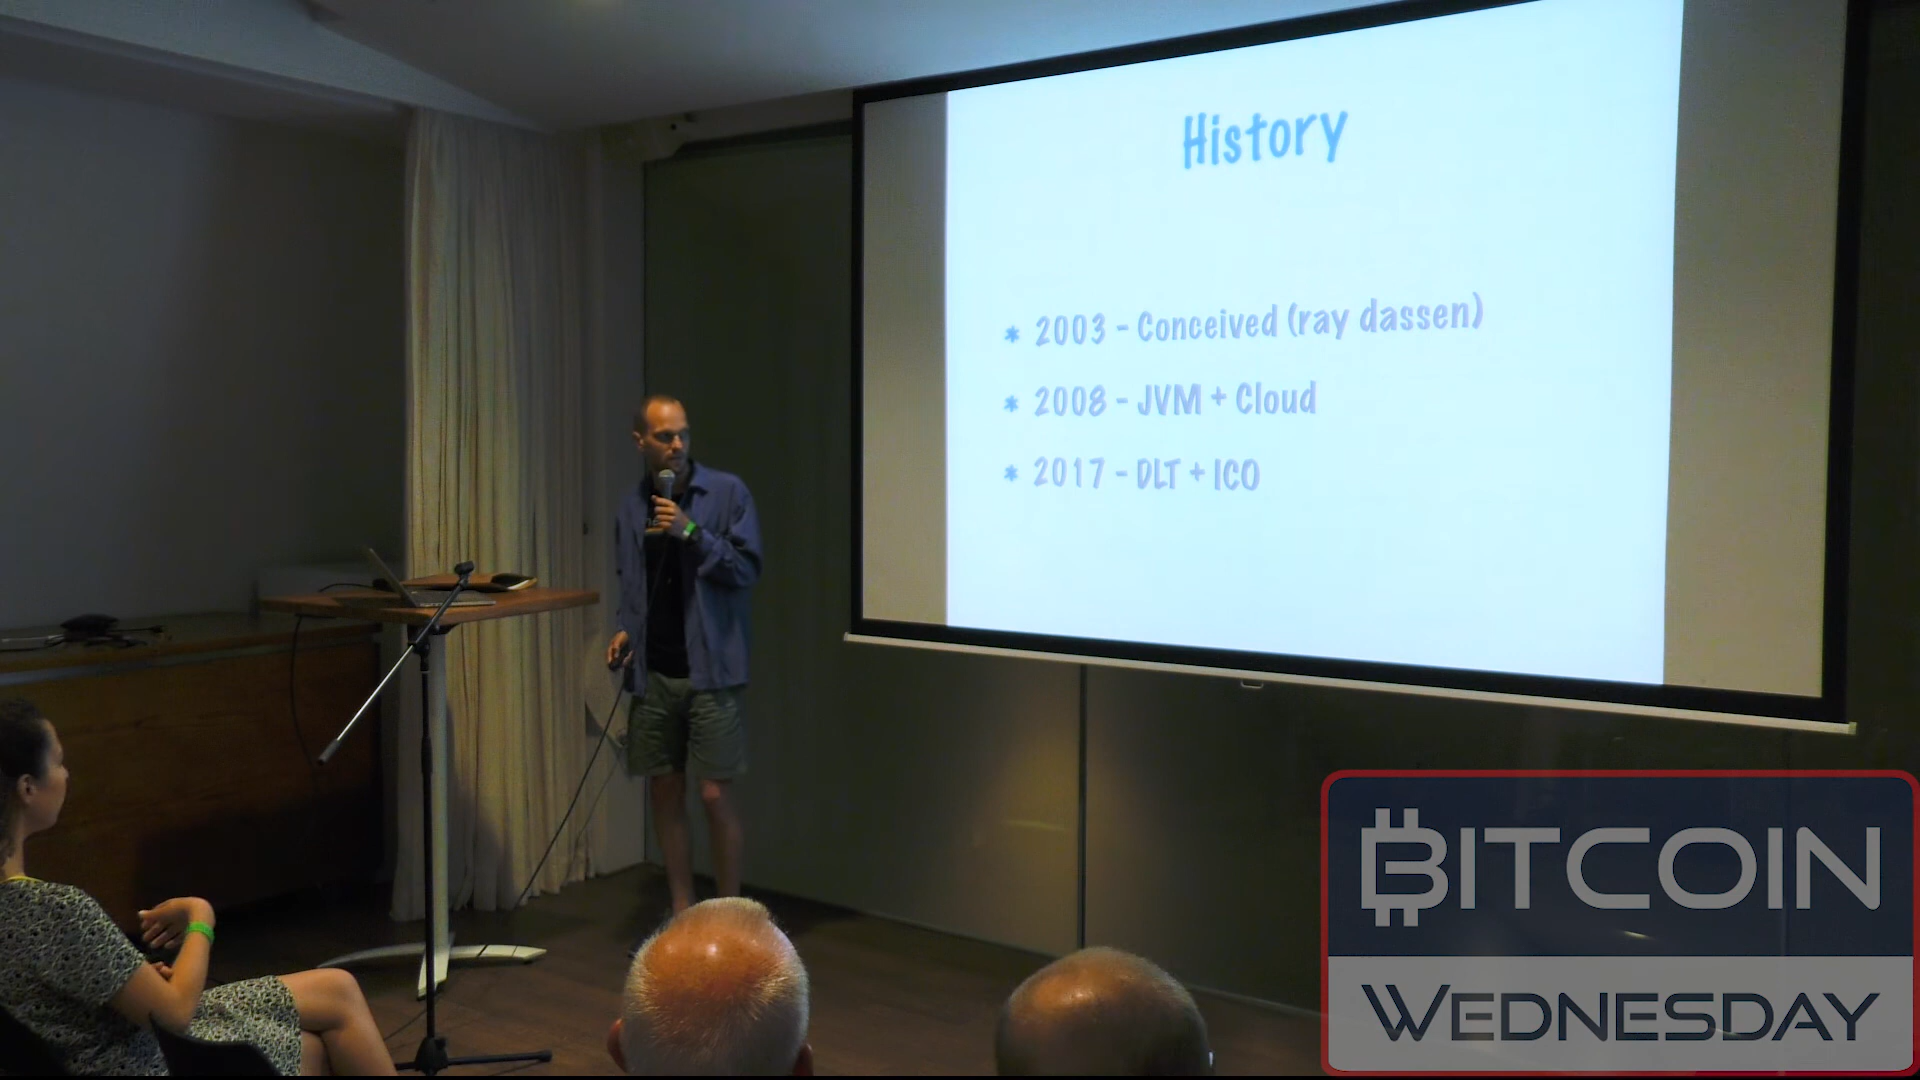 History
* 2003 - Conceived (ray dassen)
* 2008 - JVM + Cloud
* 2017 - DLT + ICO
BITCOIN
WEDNESDAY